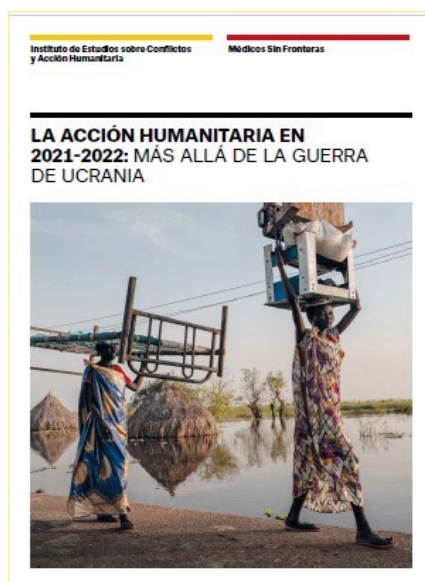 Instituto de Estudios sobre Conflictos
y Acción Humanitaria
Médicos Sin Fronteras
LA ACCIÓN HUMANITARIA EN
2021-2022: MÁS ALLÁ DE LA GUERRA
DE UCRANIA